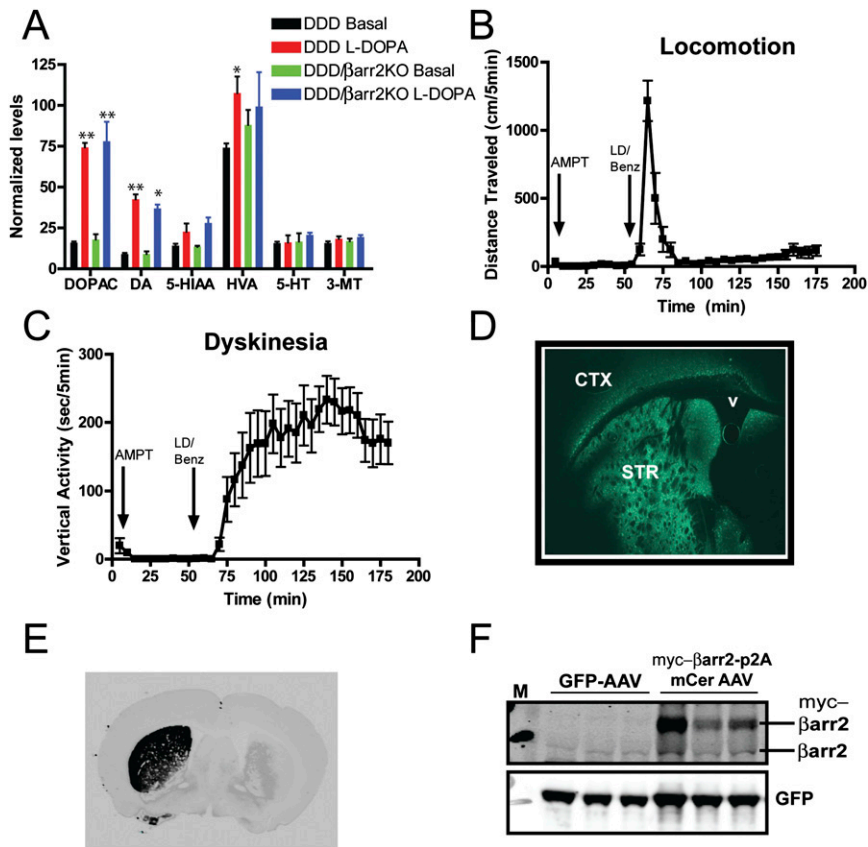 A
DDD Basal
DDD L-DOPA
DDD/βarr2KO Basal
DDD/βarr2KO L-DOPA
Normalized levels
125
100
75
50
25
0
** ** ** * *
DOPAC DA 5-HIAA HVA 5-HT 3-MT
B
Locomotion
Distance Traveled (cm/5min)
1500
1000
500
0
AMPT
LD/
Benz
0 25 50 75 100 125 150 175 200
Time (min)
C
Dyskinesia
Vertical Activity (sec/5min)
300
200
100
0
AMPT
LD/
Benz
0 25 50 75 100 125 150 175 200
Time (min)
D
CTX
V
STR
E
F
M
GFP-AAV
myc–βarr2-p2A
mCer AAV
myc–
βarr2
βarr2
GFP